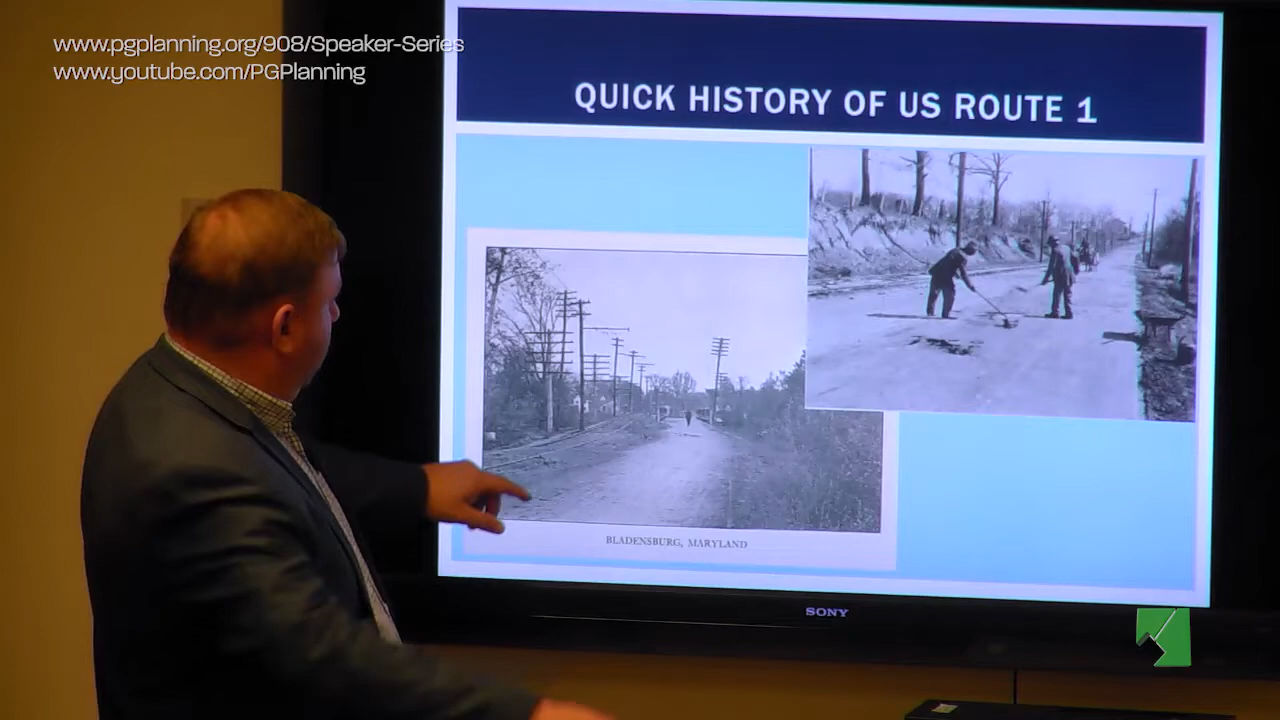 www.pgplanning.org/908/Speaker-Series
www.youtube.com/PGPlanning
QUICK HISTORY OF US ROUTE 1
BLADENSBURG, MARYLAND
SONY